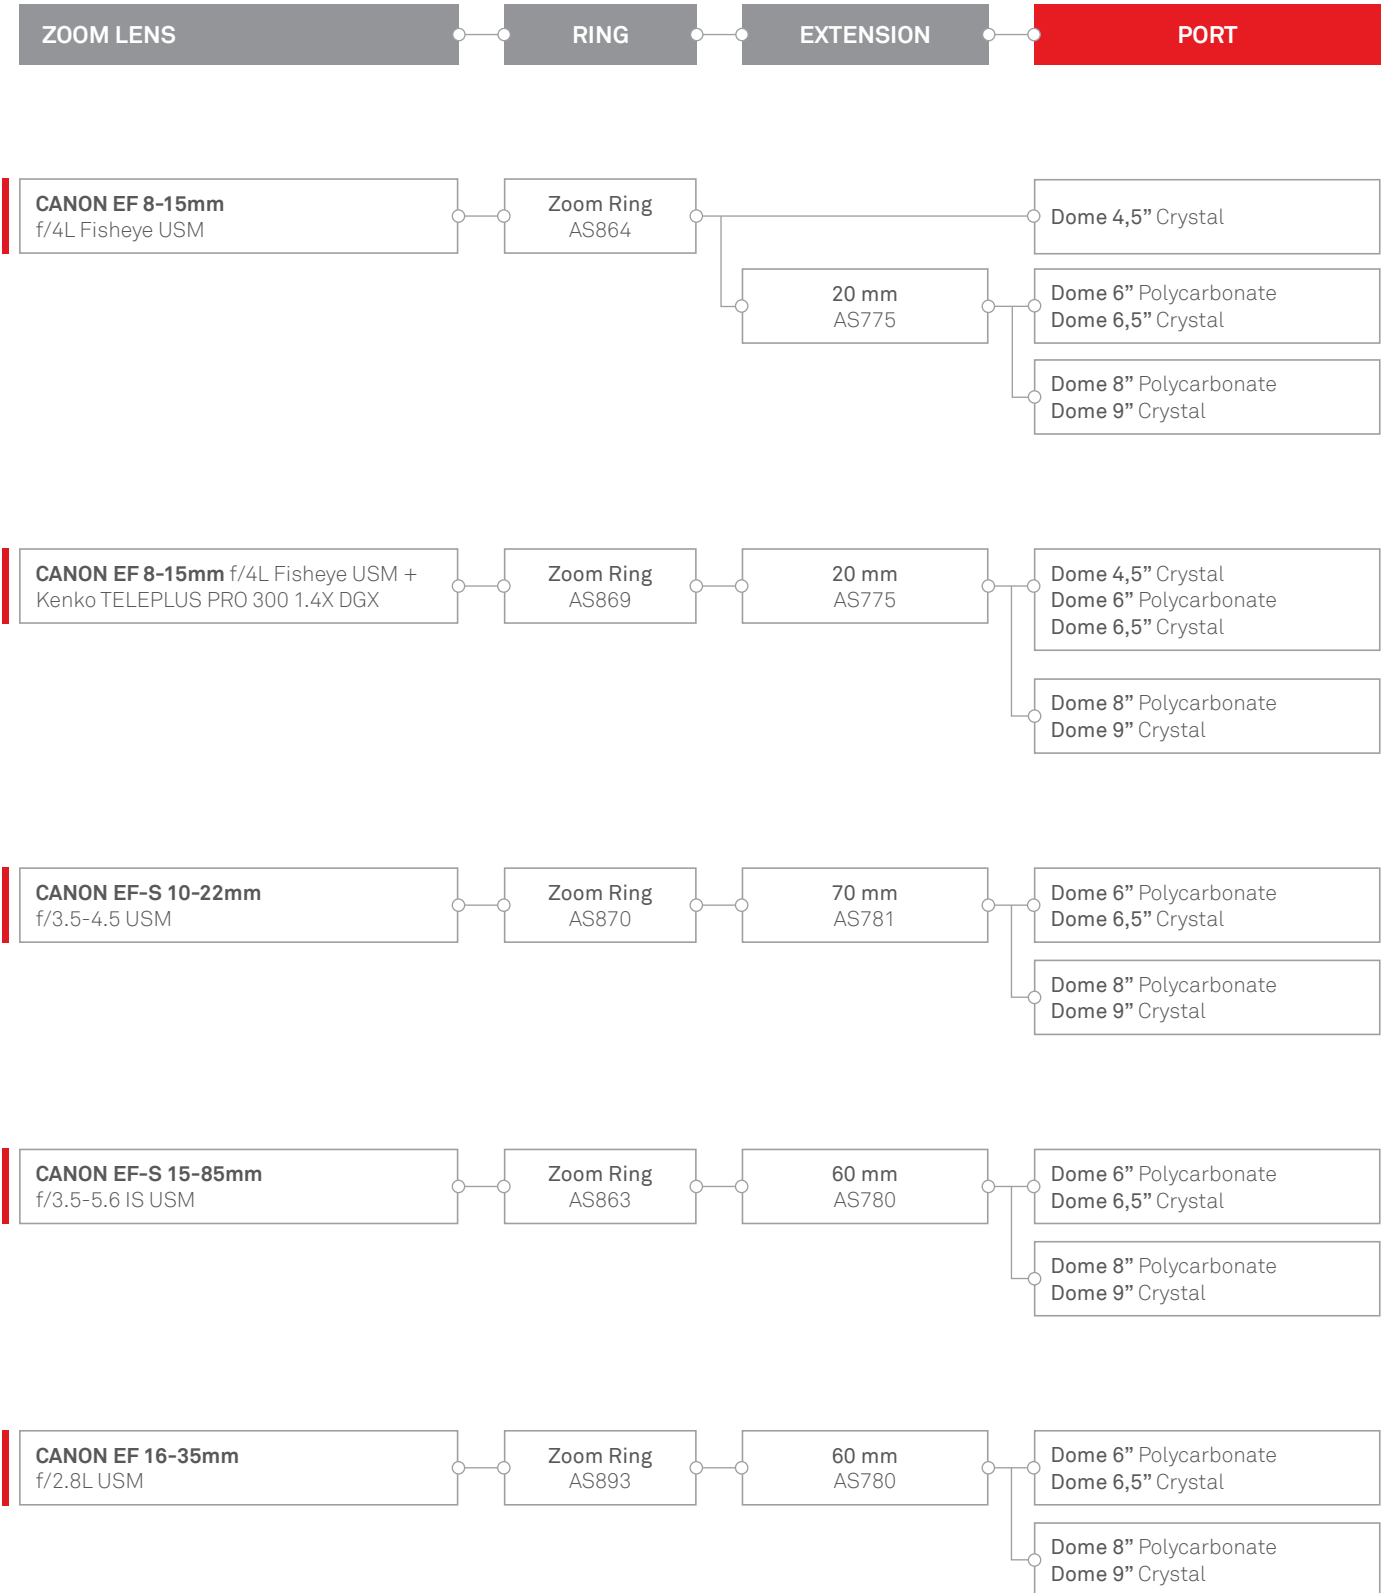 ZOOM LENS
RING
EXTENSION
PORT
CANON EF 8-15mm
f/4L Fisheye USM
Zoom Ring
AS864
Dome 4,5” Crystal
20 mm
AS775
Dome 6” Polycarbonate
Dome 6,5” Crystal
Dome 8” Polycarbonate
Dome 9” Crystal
CANON EF 8-15mm f/4L Fisheye USM +
Kenko TELEPLUS PRO 300 1.4X DGX
Zoom Ring
AS869
20 mm
AS775
Dome 4,5” Crystal
Dome 6” Polycarbonate
Dome 6,5” Crystal
Dome 8” Polycarbonate
Dome 9” Crystal
CANON EF-S 10-22mm
f/3.5-4.5 USM
Zoom Ring
AS870
70 mm
AS781
Dome 6” Polycarbonate
Dome 6,5” Crystal
Dome 8” Polycarbonate
Dome 9” Crystal
CANON EF-S 15-85mm
f/3.5-5.6 IS USM
Zoom Ring
AS863
60 mm
AS780
Dome 6” Polycarbonate
Dome 6,5” Crystal
Dome 8” Polycarbonate
Dome 9” Crystal
CANON EF 16-35mm
f/2.8L USM
Zoom Ring
AS893
60 mm
AS780
Dome 6” Polycarbonate
Dome 6,5” Crystal
Dome 8” Polycarbonate
Dome 9” Crystal